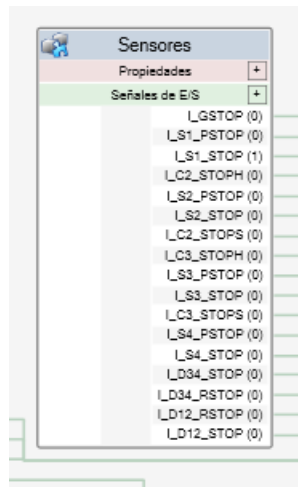 Sensores
Propiedades +
Señales de E/S +
I_GSTOP (0)
I_S1_PSTOP (0)
I_S1_STOP (1)
I_C2_STOPH (0)
I_S2_PSTOP (0)
I_S2_STOP (0)
I_C2_STOPS (0)
I_C3_STOPH (0)
I_S3_PSTOP (0)
I_S3_STOP (0)
I_C3_STOPS (0)
I_S4_PSTOP (0)
I_S4_STOP (0)
I_D34_STOP (0)
I_D34_RSTOP (0)
I_D12_RSTOP (0)
I_D12_STOP (0)